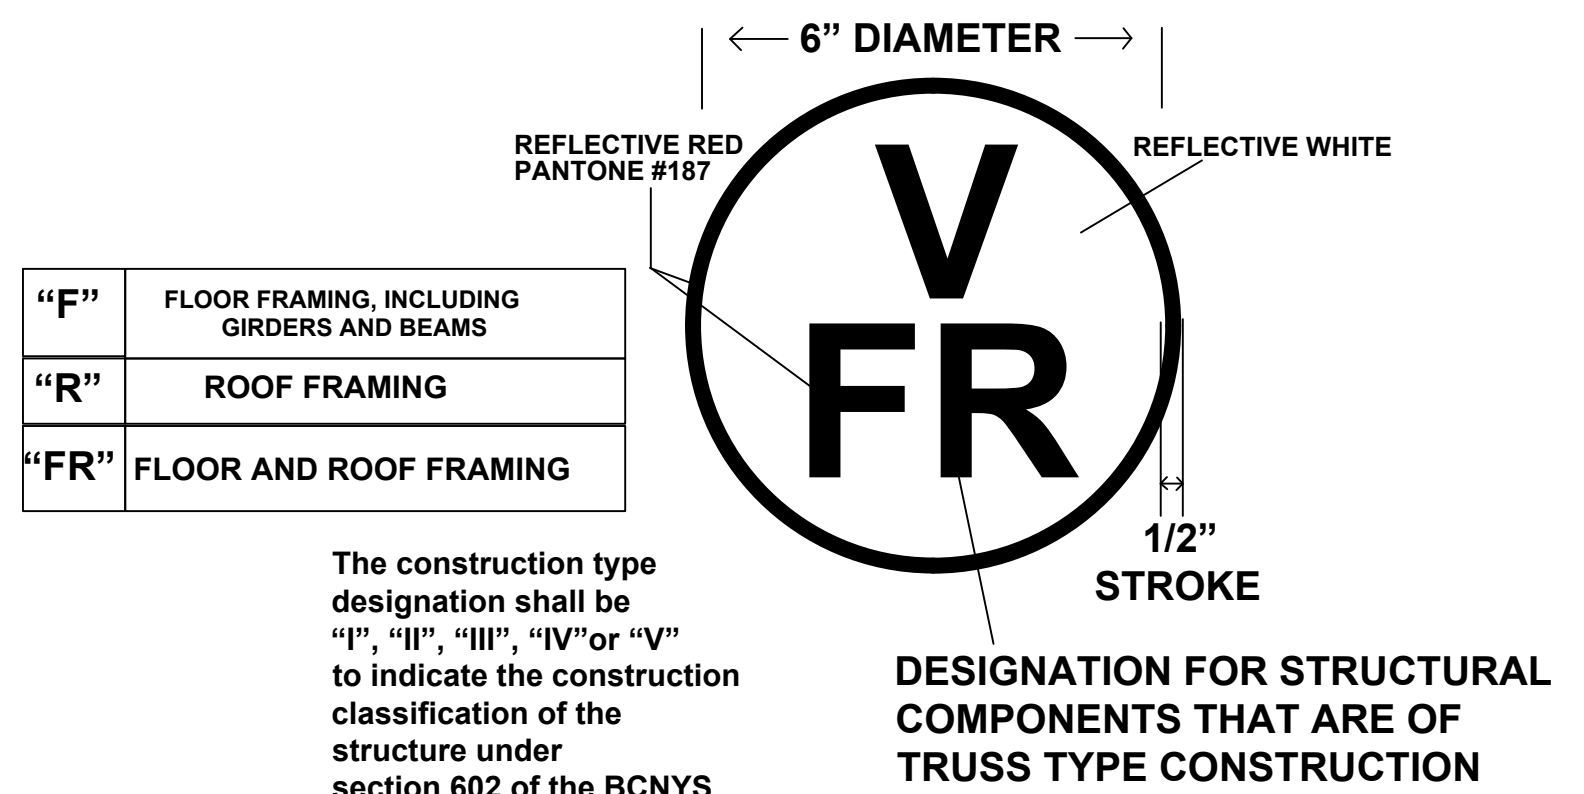 6” DIAMETER
REFLECTIVE RED
PANTONE #187
REFLECTIVE WHITE
V
FR
“F”
FLOOR FRAMING, INCLUDING
GIRDERS AND BEAMS
“R”
ROOF FRAMING
“FR”
FLOOR AND ROOF FRAMING
1/2”
STROKE
The construction type
designation shall be
“I”, “II”, “III”, “IV”or “V”
to indicate the construction
classification of the
structure under
section 602 of the BCNYS
DESIGNATION FOR STRUCTURAL
COMPONENTS THAT ARE OF
TRUSS TYPE CONSTRUCTION